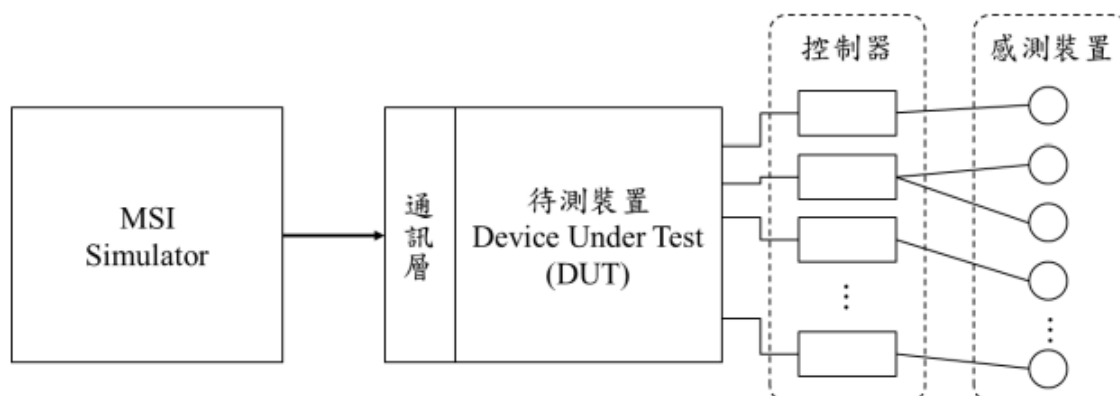 MSI
Simulator
通訊層
待測裝置
Device Under Test
(DUT)
控制器
感測裝置